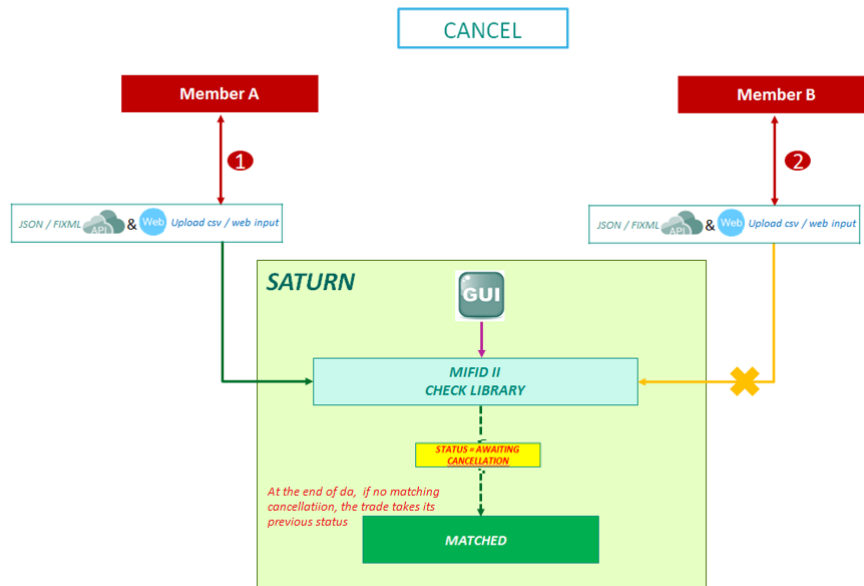 CANCEL
Member A
Member B
1
2
JSON / FIXML API & Web Upload csv / web input
JSON / FIXML API & Web Upload csv / web input
SATURN
GUI
MIFID II
CHECK LIBRARY
STATUS = AWAITING
CANCELLATION
At the end of da, if no matching
cancellatiion, the trade takes its
previous status
MATCHED